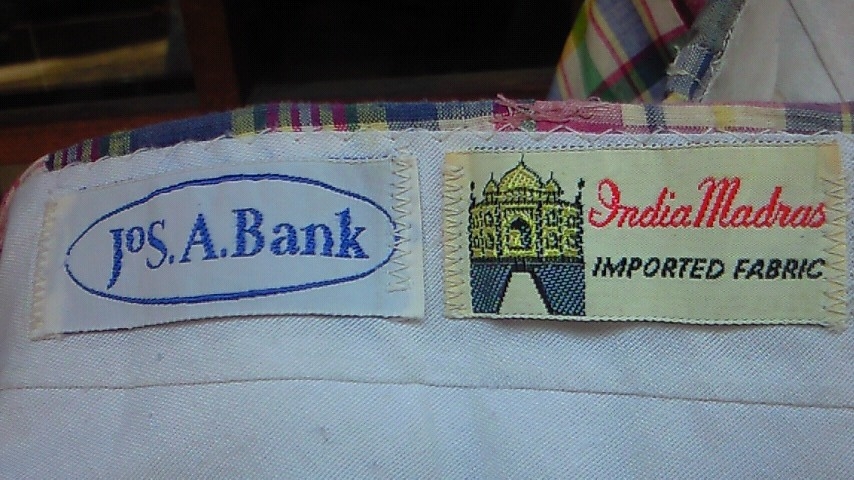 JOS. A. Bank
India Madras
IMPORTED FABRIC